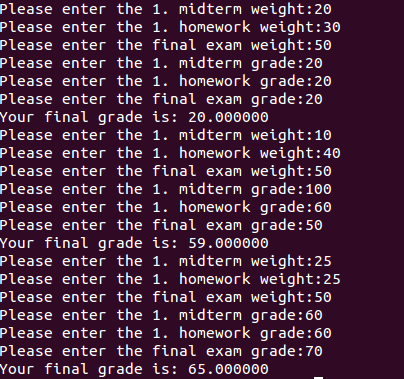 Please enter the 1. midterm weight:20
Please enter the 1. homework weight:30
Please enter the final exam weight:50
Please enter the 1. midterm grade:20
Please enter the 1. homework grade:20
Please enter the final exam grade:20
Your final grade is: 20.000000
Please enter the 1. midterm weight:10
Please enter the 1. homework weight:40
Please enter the final exam weight:50
Please enter the 1. midterm grade:100
Please enter the 1. homework grade:60
Please enter the final exam grade:50
Your final grade is: 59.000000
Please enter the 1. midterm weight:25
Please enter the 1. homework weight:25
Please enter the final exam weight:50
Please enter the 1. midterm grade:60
Please enter the 1. homework grade:60
Please enter the final exam grade:70
Your final grade is: 65.000000